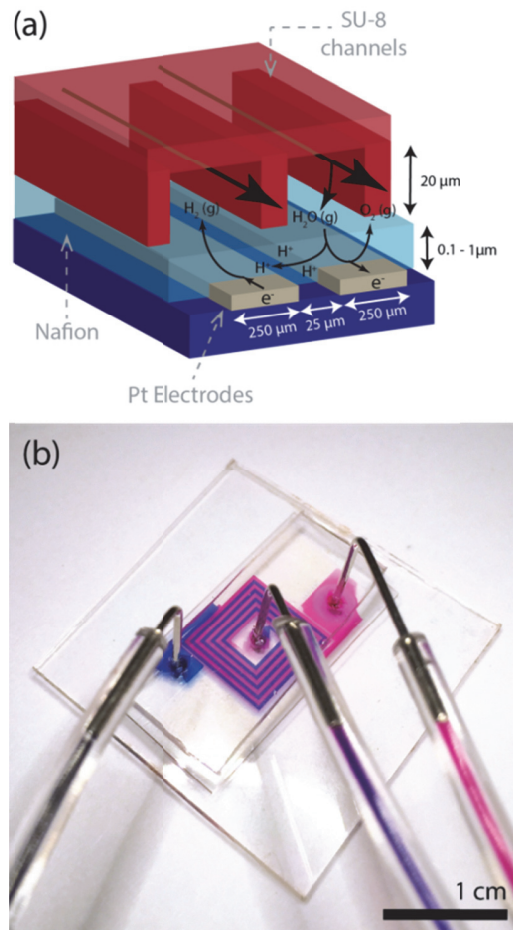 (a)
SU-8
channels
20 µm
H₂ (g)
H₂O (g)
O₂ (g)
0.1 - 1µm
H⁺
H⁺
H⁺
e⁻
e⁻
Nafion
250 µm
25 µm
250 µm
Pt Electrodes
(b)
1 cm